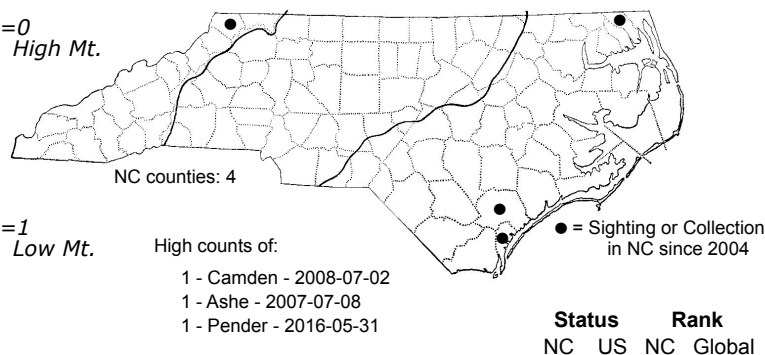 =0
High Mt.
NC counties: 4
=1
Low Mt.
High counts of:
1 - Camden - 2008-07-02
1 - Ashe - 2007-07-08
1 - Pender - 2016-05-31
● = Sighting or Collection
in NC since 2004
Status Rank
NC US NC Global